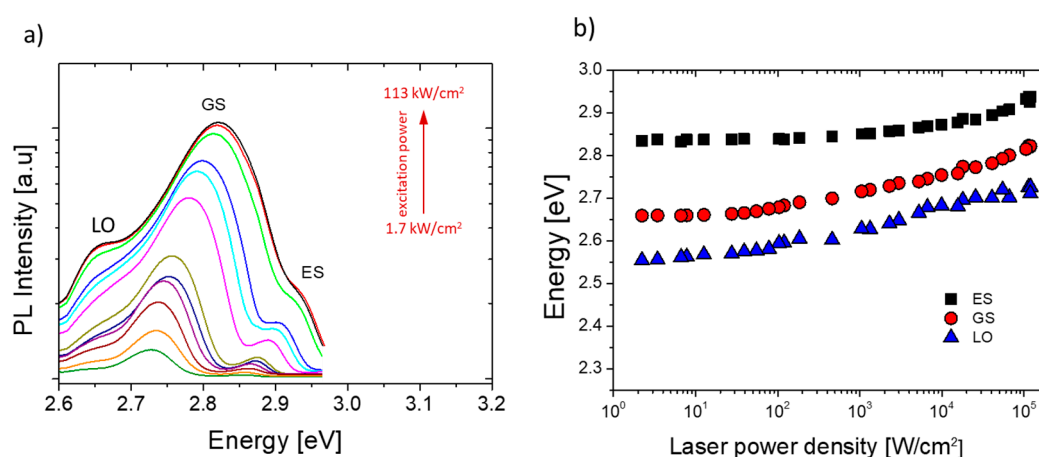 a)
PL Intensity [a.u]
LO
GS
ES
113 kW/cm²
excitation power
1.7 kW/cm²
2.6 2.7 2.8 2.9 3.0 3.1 3.2
Energy [eV]
b)
Energy [eV]
3.0
2.9
2.8
2.7
2.6
2.5
2.4
2.3
ES
GS
LO
10⁰ 10¹ 10² 10³ 10⁴ 10⁵
Laser power density [W/cm²]